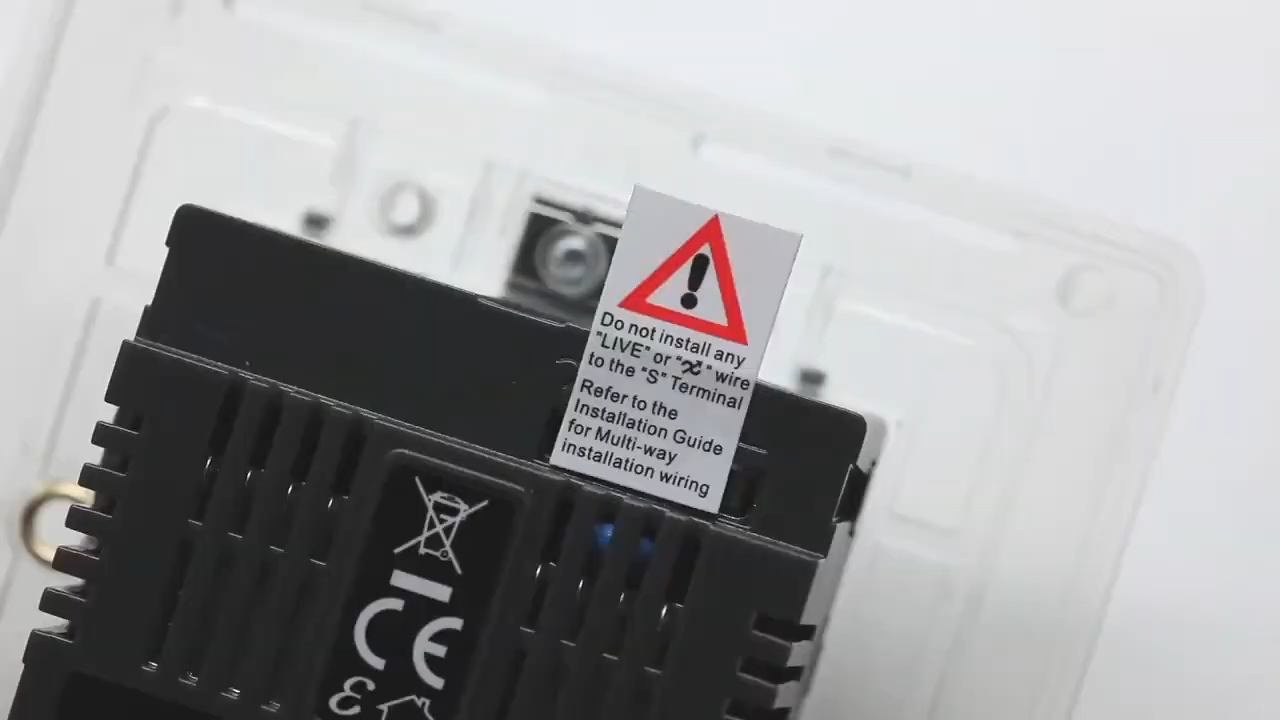 Do not install any
"LIVE" or "⤮" wire
to the "S" Terminal
Refer to the
Installation Guide
for Multi-way
installation wiring
CE